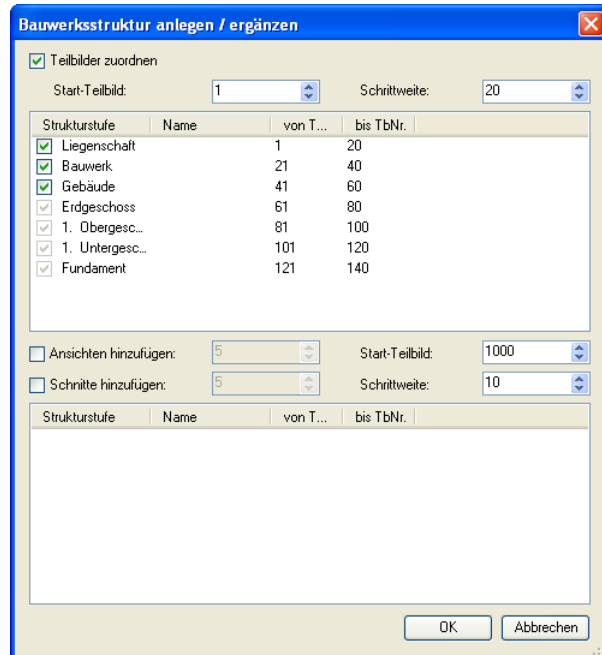 Bauwerksstruktur anlegen / ergänzen
Teilbilder zuordnen
Start-Teilbild: 1 Schrittweite: 20
Strukturstufe Name von T... bis TbNr.
Liegenschaft 1 20
Bauwerk 21 40
Gebäude 41 60
Erdgeschoss 61 80
1. Obergesc... 81 100
1. Untergesc... 101 120
Fundament 121 140
Ansichten hinzufügen: 5 Start-Teilbild: 1000
Schnitte hinzufügen: 5 Schrittweite: 10
Strukturstufe Name von T... bis TbNr.
OK Abbrechen